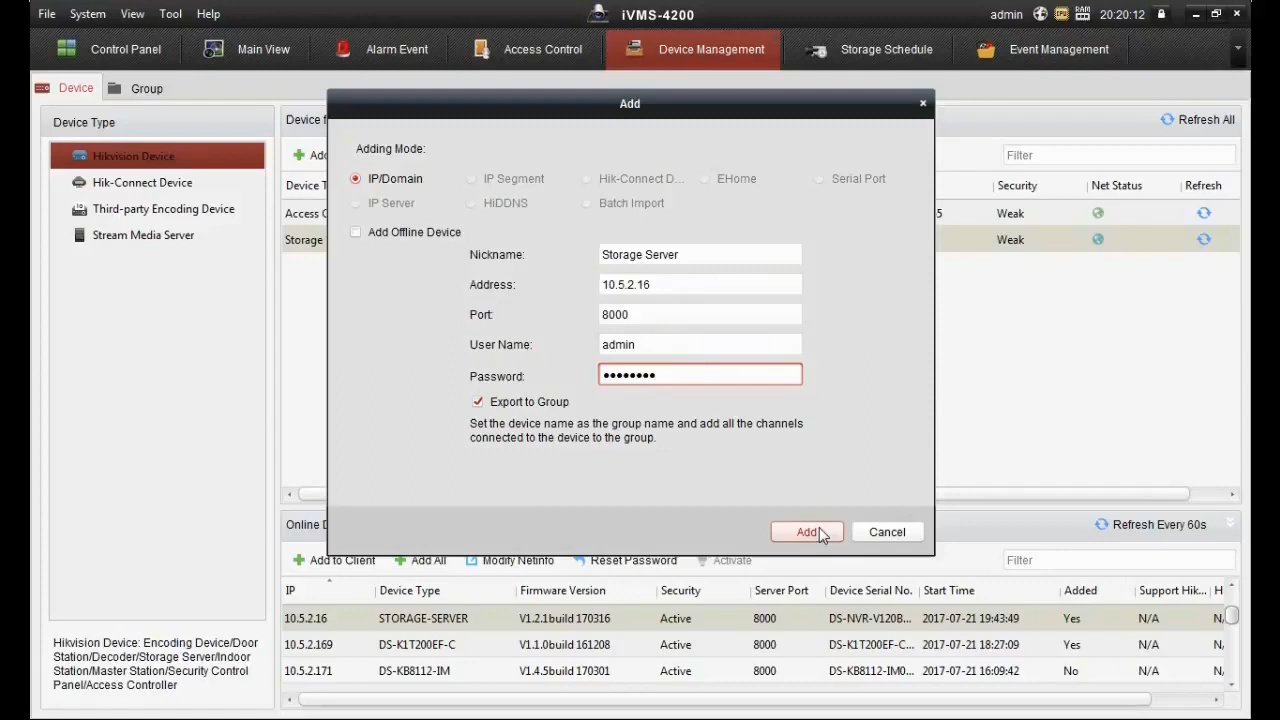 File System View Tool Help
iVMS-4200
admin 20:20:12
Control Panel Main View Alarm Event Access Control Device Management Storage Schedule Event Management
Device Group
Device Type
Hikvision Device
Hik-Connect Device
Third-party Encoding Device
Stream Media Server
Hikvision Device: Encoding Device/Door
Station/Decoder/Storage Server/Indoor
Station/Master Station/Security Control
Panel/Access Controller
Refresh All
Filter
Security Net Status Refresh
Weak
Storage Weak
Add
Adding Mode:
IP/Domain IP Segment Hik-Connect D... EHome Serial Port
IP Server HiDDNS Batch Import
Add Offline Device
Nickname: Storage Server
Address: 10.5.2.16
Port: 8000
User Name: admin
Password: ••••••••
Export to Group
Set the device name as the group name and add all the channels
connected to the device to the group.
Add Cancel
Refresh Every 60s
Add to Client Add All Modify Netinfo Reset Password Activate Filter
IP Device Type Firmware Version Security Server Port Device Serial No. Start Time Added Support Hik... H
10.5.2.16 STORAGE-SERVER V1.2.1build 170316 Active 8000 DS-NVR-V120B... 2017-07-21 19:43:49 Yes N/A N/
10.5.2.169 DS-K1T200EF-C V1.1.0build 161208 Active 8000 DS-K1T200EF-C... 2017-07-21 18:27:09 Yes N/A N/
10.5.2.171 DS-KB8112-IM V1.4.5build 170301 Active 8000 DS-KB8112-IM0... 2017-07-21 16:09:42 No N/A N/